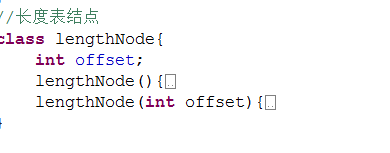 //长度表结点
class lengthNode{
    int offset;
    lengthNode(){
    lengthNode(int offset){
}